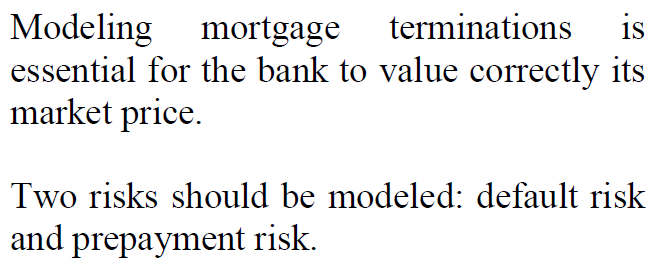 Modeling mortgage terminations is
essential for the bank to value correctly its
market price.
Two risks should be modeled: default risk
and prepayment risk.